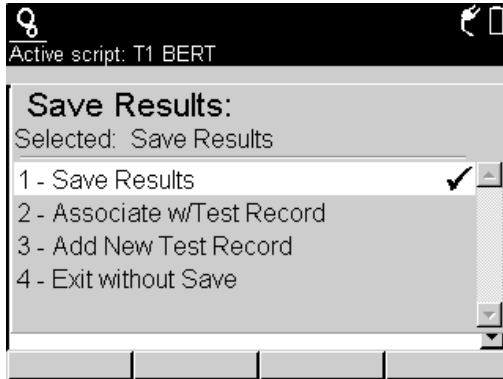 Active script: T1 BERT
Save Results:
Selected: Save Results
1 - Save Results
2 - Associate w/Test Record
3 - Add New Test Record
4 - Exit without Save